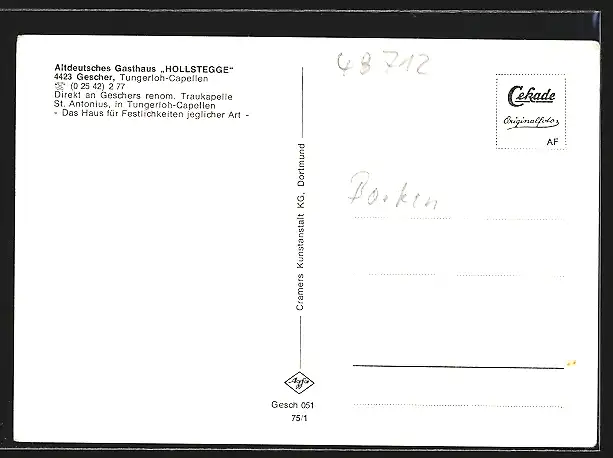 Altdeutsches Gasthaus „HOLLSTEGGE“
4423 Gescher, Tungerloh-Capellen
☏ (0 25 42) 2 77
Direkt an Geschers renom. Traukapelle
St. Antonius, in Tungerloh-Capellen
- Das Haus für Festlichkeiten jeglicher Art -
48712
Cekade
Originalfoto
AF
Borken
Cramers Kunstanstalt KG, Dortmund
Agfa
Gesch 051
75/1